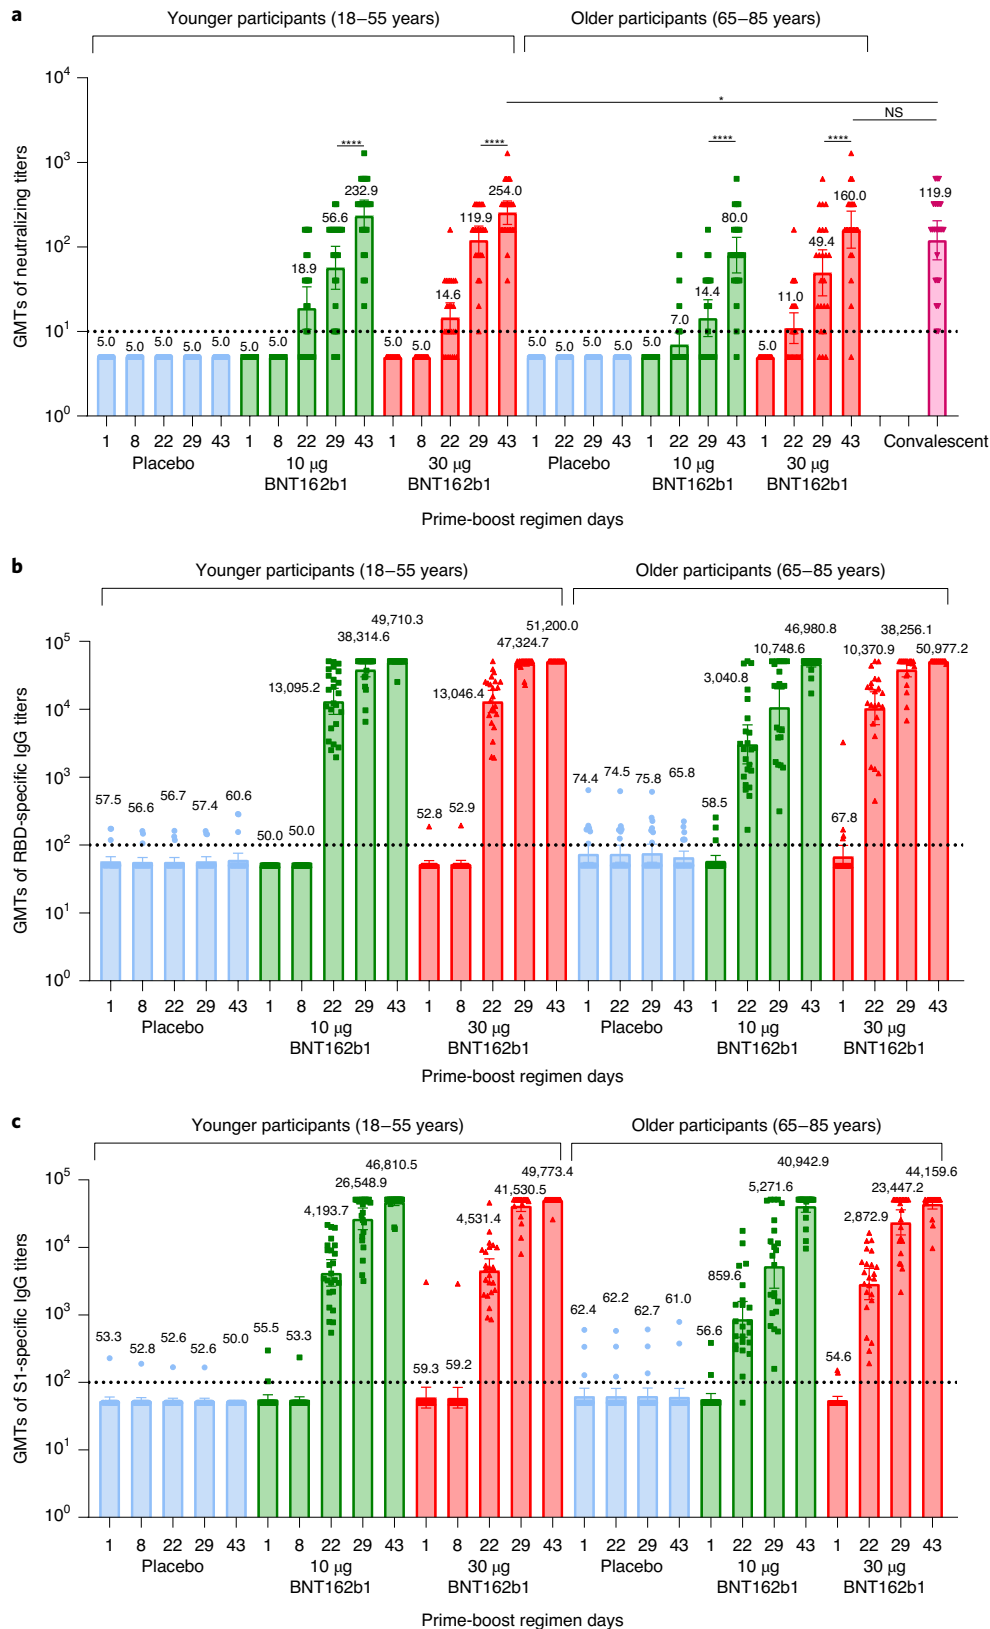 a
Younger participants (18–55 years) Older participants (65–85 years)
GMTs of neutralizing titers
10⁴
10³
10²
10¹
10⁰
* NS
**** **** **** ****
5.0 5.0 5.0 5.0 5.0 5.0 5.0 18.9 56.6 232.9 5.0 5.0 14.6 119.9 254.0 5.0 5.0 5.0 5.0 5.0 7.0 14.4 80.0 5.0 11.0 49.4 160.0 119.9
1 8 22 29 43 1 8 22 29 43 1 8 22 29 43 1 22 29 43 1 22 29 43 1 22 29 43 Convalescent
Placebo 10 µg 30 µg Placebo 10 µg 30 µg
BNT162b1 BNT162b1 BNT162b1 BNT162b1
Prime-boost regimen days
b
Younger participants (18–55 years) Older participants (65–85 years)
GMTs of RBD-specific IgG titers
10⁵
10⁴
10³
10²
10¹
10⁰
57.5 56.6 56.7 57.4 60.6 50.0 50.0 13,095.2 38,314.6 49,710.3 52.8 52.9 13,046.4 47,324.7 51,200.0 74.4 74.5 75.8 65.8 58.5 3,040.8 10,748.6 46,980.8 67.8 10,370.9 38,256.1 50,977.2
1 8 22 29 43 1 8 22 29 43 1 8 22 29 43 1 22 29 43 1 22 29 43 1 22 29 43
Placebo 10 µg 30 µg Placebo 10 µg 30 µg
BNT162b1 BNT162b1 BNT162b1 BNT162b1
Prime-boost regimen days
c
Younger participants (18–55 years) Older participants (65–85 years)
GMTs of S1-specific IgG titers
10⁵
10⁴
10³
10²
10¹
10⁰
53.3 52.8 52.6 52.6 50.0 55.5 53.3 4,193.7 26,548.9 46,810.5 59.3 59.2 4,531.4 41,530.5 49,773.4 62.4 62.2 62.7 61.0 56.6 859.6 5,271.6 40,942.9 54.6 2,872.9 23,447.2 44,159.6
1 8 22 29 43 1 8 22 29 43 1 8 22 29 43 1 22 29 43 1 22 29 43 1 22 29 43
Placebo 10 µg 30 µg Placebo 10 µg 30 µg
BNT162b1 BNT162b1 BNT162b1 BNT162b1
Prime-boost regimen days